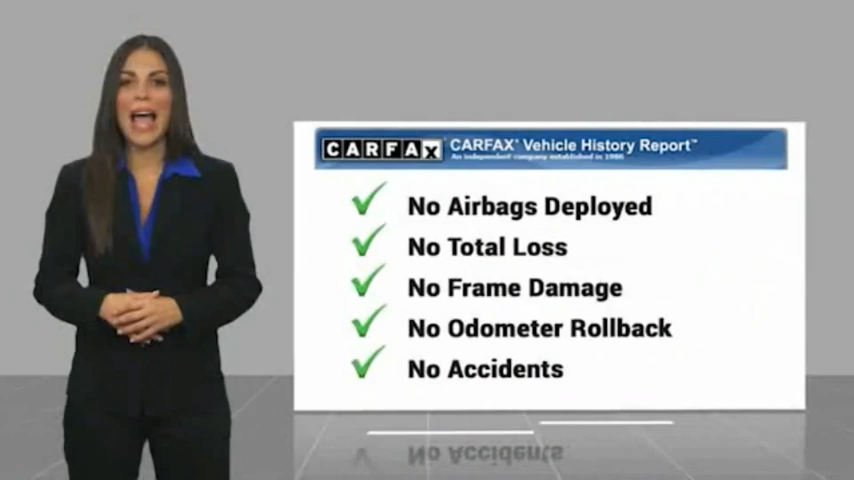 CARFAX CARFAX® Vehicle History Report™
An independent company established in 1986
No Airbags Deployed
No Total Loss
No Frame Damage
No Odometer Rollback
No Accidents
No Accidents